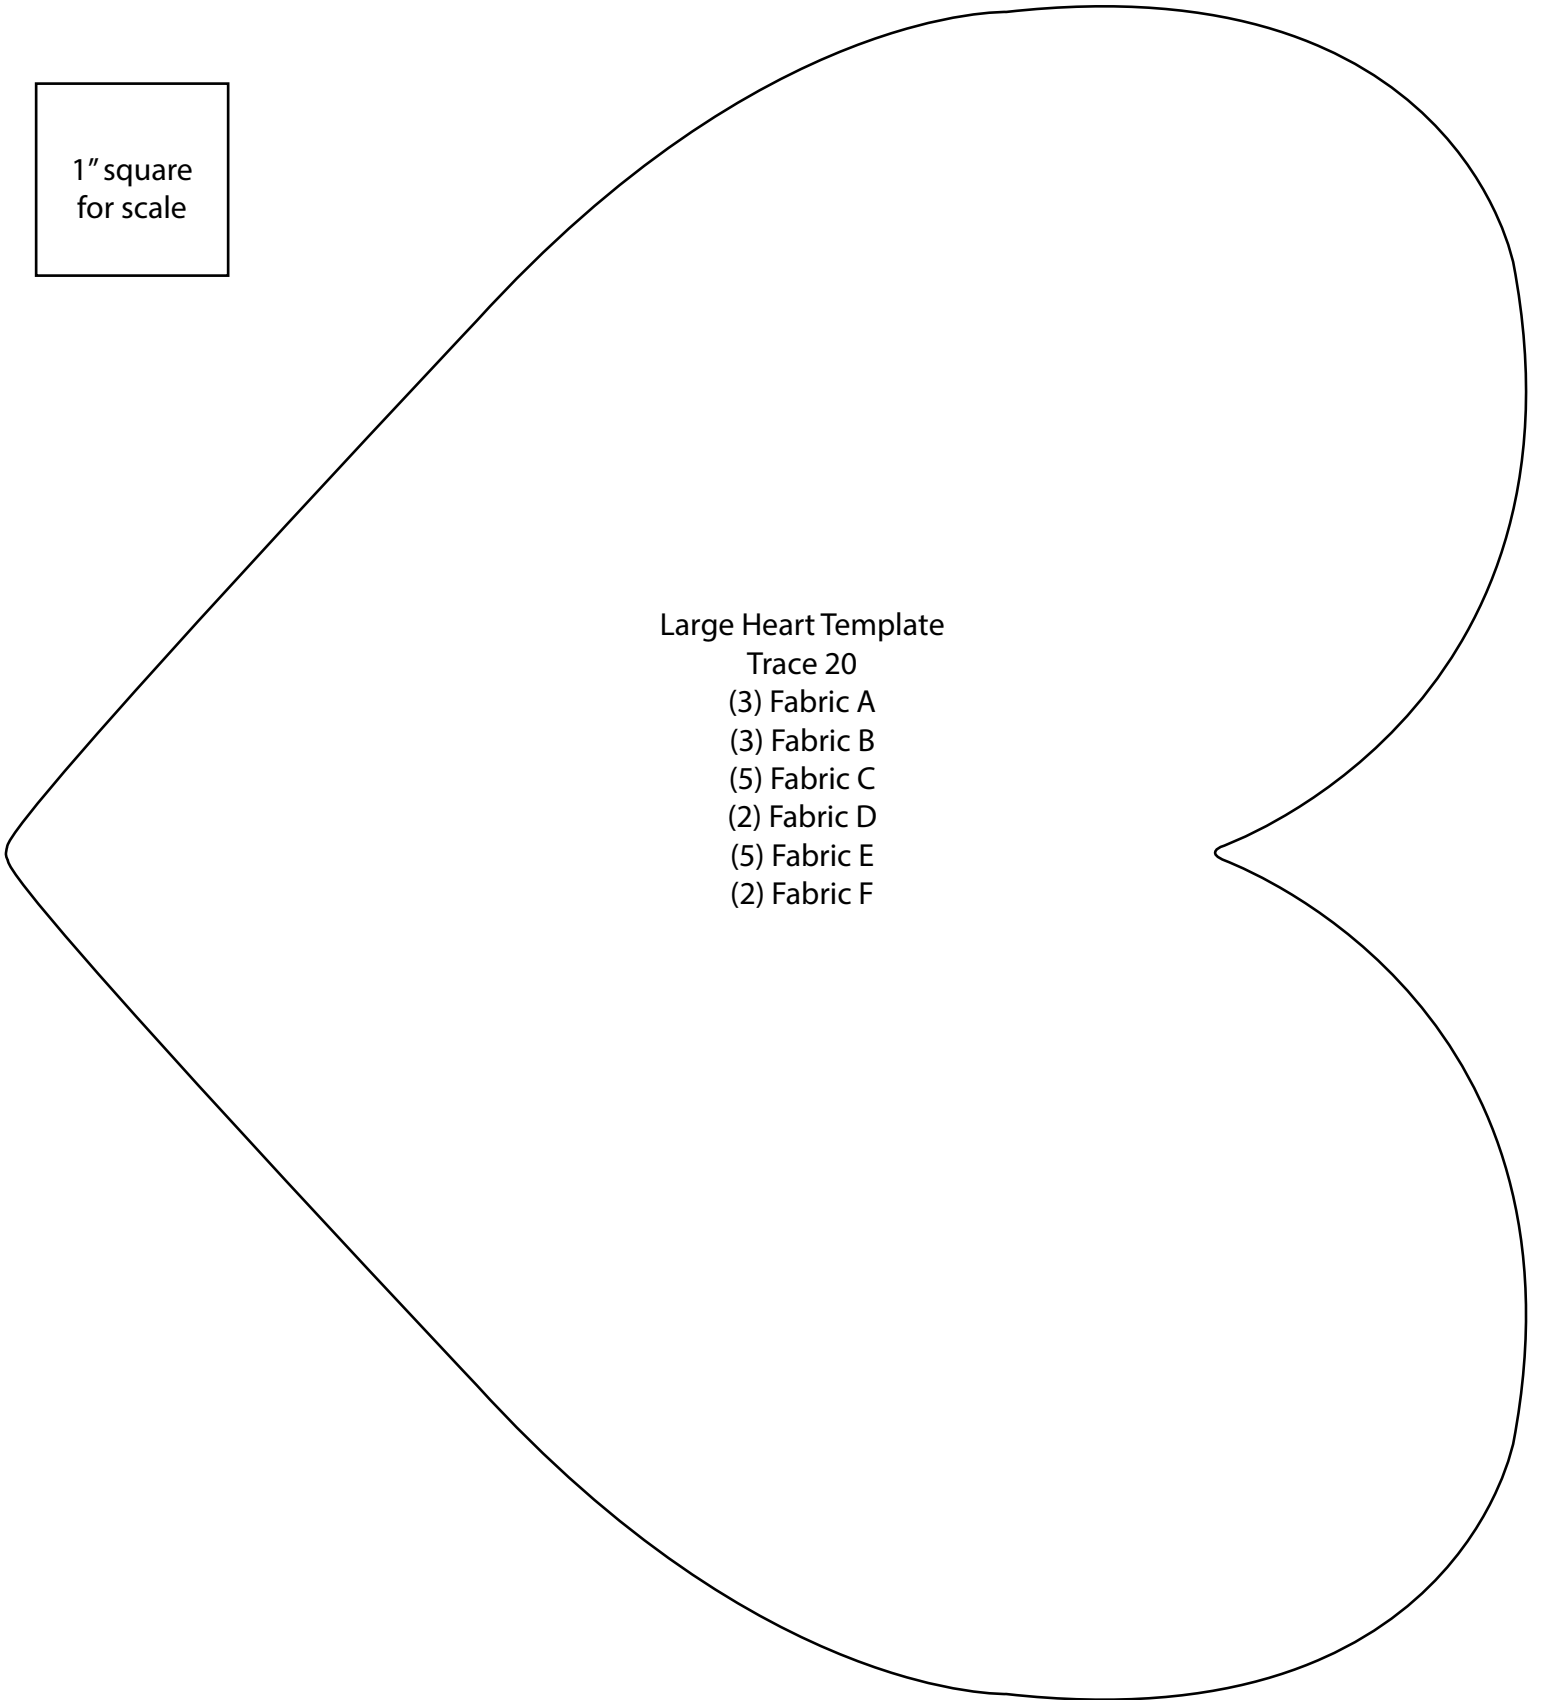 1” square
for scale
Large Heart Template
Trace 20
(3) Fabric A
(3) Fabric B
(5) Fabric C
(2) Fabric D
(5) Fabric E
(2) Fabric F